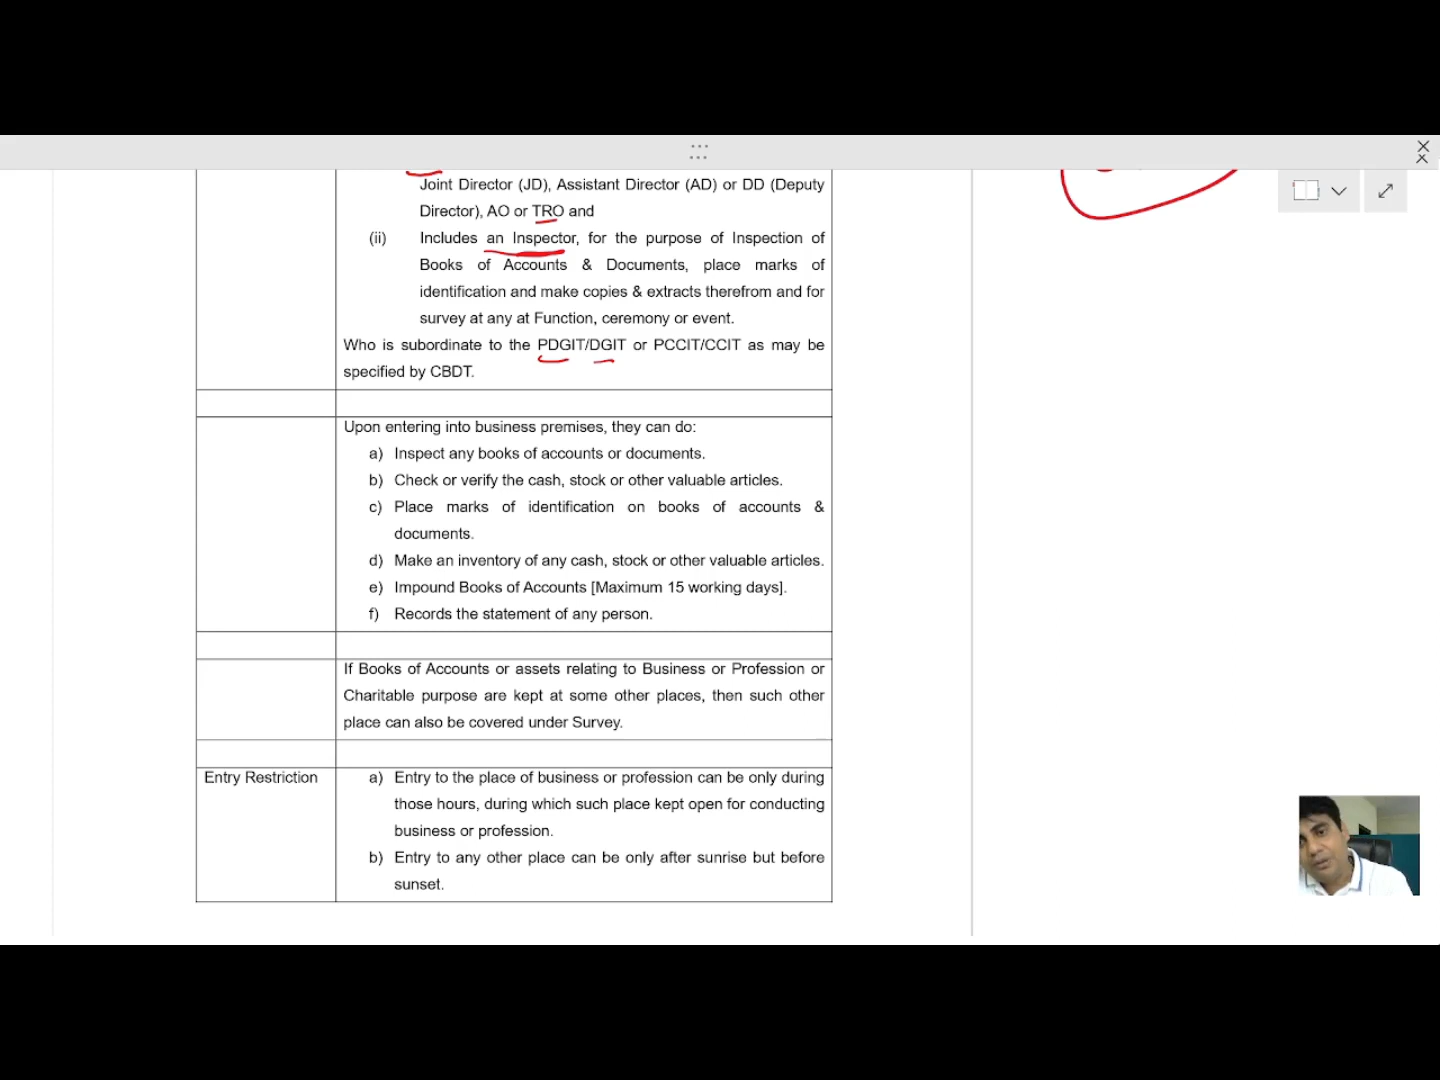 Joint Director (JD), Assistant Director (AD) or DD (Deputy
Director), AO or TRO and
(ii) Includes an Inspector, for the purpose of Inspection of
Books of Accounts & Documents, place marks of
identification and make copies & extracts therefrom and for
survey at any at Function, ceremony or event.
Who is subordinate to the PDGIT/DGIT or PCCIT/CCIT as may be
specified by CBDT.
Upon entering into business premises, they can do:
a) Inspect any books of accounts or documents.
b) Check or verify the cash, stock or other valuable articles.
c) Place marks of identification on books of accounts &
documents.
d) Make an inventory of any cash, stock or other valuable articles.
e) Impound Books of Accounts [Maximum 15 working days].
f) Records the statement of any person.
If Books of Accounts or assets relating to Business or Profession or
Charitable purpose are kept at some other places, then such other
place can also be covered under Survey.
Entry Restriction a) Entry to the place of business or profession can be only during
those hours, during which such place kept open for conducting
business or profession.
b) Entry to any other place can be only after sunrise but before
sunset.